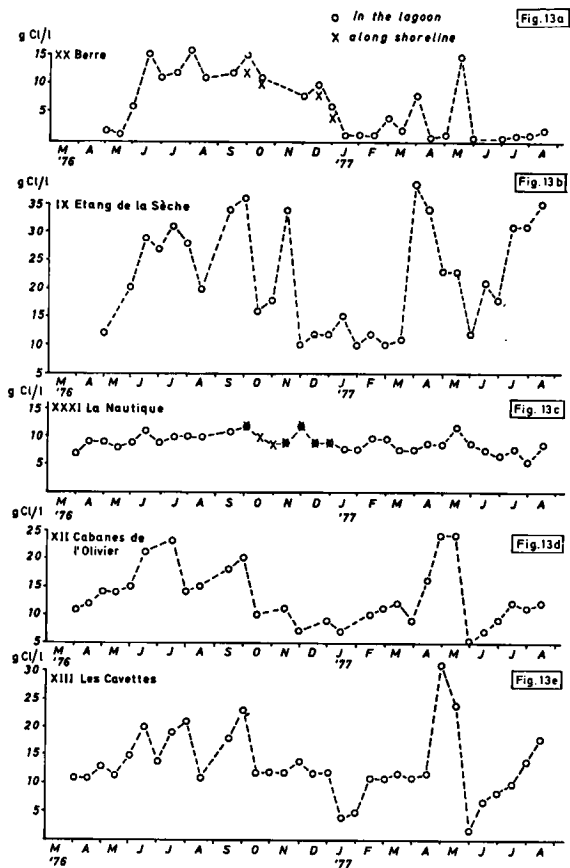 o In the lagoon
x along shoreline
Fig.13a
g Cl/l
XX Berre
15
10
5
M A M J J A S O N D J F M A M J J A
'76 '77
Fig.13b
g Cl/l
IX Etang de la Sèche
35
30
25
20
15
10
5
M A M J J A S O N D J F M A M J J A
'76 '77
Fig.13c
g Cl/l
XXXI La Nautique
15
10
5
M A M J J A S O N D J F M A M J J A
'76 '77
Fig.13d
g Cl/l
XII Cabanes de
l'Olivier
25
20
15
10
5
M A M J J A S O N D J F M A M J J A
'76 '77
Fig.13e
g Cl/l
XIII Les Cavettes
30
25
20
15
10
5
M A M J J A S O N D J F M A M J J A
'76 '77